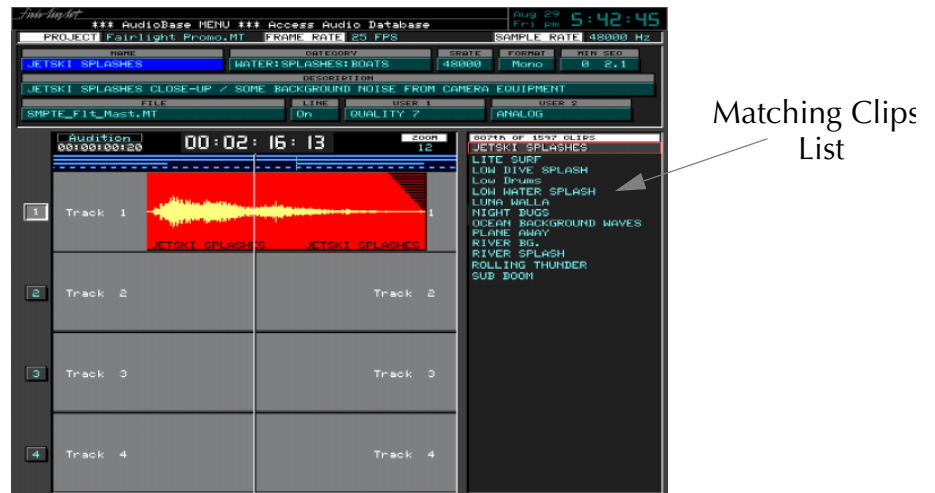 Fairlight
*** AudioBase MENU *** Access Audio Database
Aug 29
Fri pm
5:42:45
PROJECT Fairlight Promo.MT FRAME RATE 25 FPS SAMPLE RATE 48000 Hz
NAME CATEGORY SRATE FORMAT MIN SEC
JETSKI SPLASHES WATER:SPLASHES:BOATS 48000 Mono 0 2.1
DESCRIPTION
JETSKI SPLASHES CLOSE-UP / SOME BACKGROUND NOISE FROM CAMERA EQUIPMENT
FILE LINE USER 1 USER 2
SMPTE_Flt_Mast.MT On QUALITY 7 ANALOG
Audition
00:00:00:20
00:02:16:13
ZOOM
12
807th OF 1597 CLIPS
JETSKI SPLASHES
LITE SURF
LOW DIVE SPLASH
Low Drums
LOW WATER SPLASH
LUNA WALLA
NIGHT BUGS
OCEAN BACKGROUND WAVES
PLANE AWAY
RIVER BG.
RIVER SPLASH
ROLLING THUNDER
SUB BOOM
Matching Clips
List
1 Track 1 1
JETSKI SPLASHES JETSKI SPLASHES
2 Track 2 Track 2
3 Track 3 Track 3
4 Track 4 Track 4